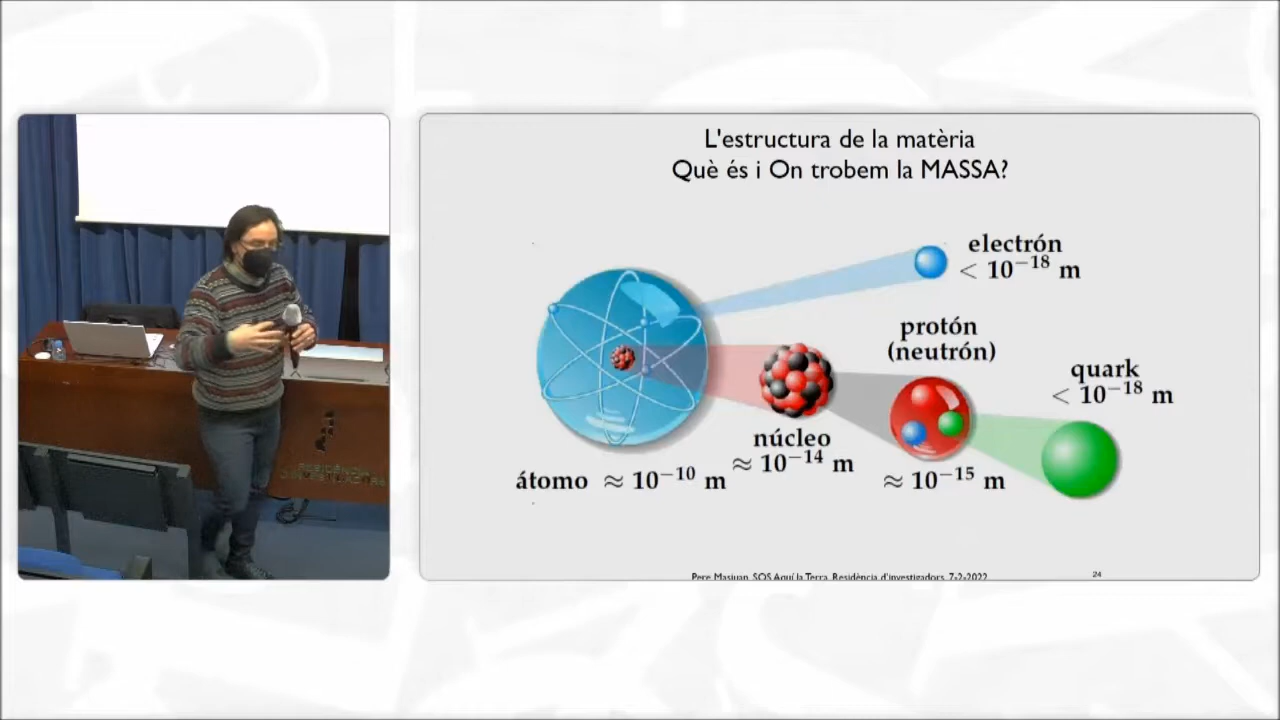 L'estructura de la matèria
Què és i On trobem la MASSA?
electrón
< 10⁻¹⁸ m
protón
(neutrón)
quark
< 10⁻¹⁸ m
núcleo
≈ 10⁻¹⁴ m
átomo ≈ 10⁻¹⁰ m
≈ 10⁻¹⁵ m
Pere Masjuan, SOS Aquí la Terra, Residència d'investigadors, 7-2-2022
24
RESIDÈNCIA
D'INVESTIGADORS